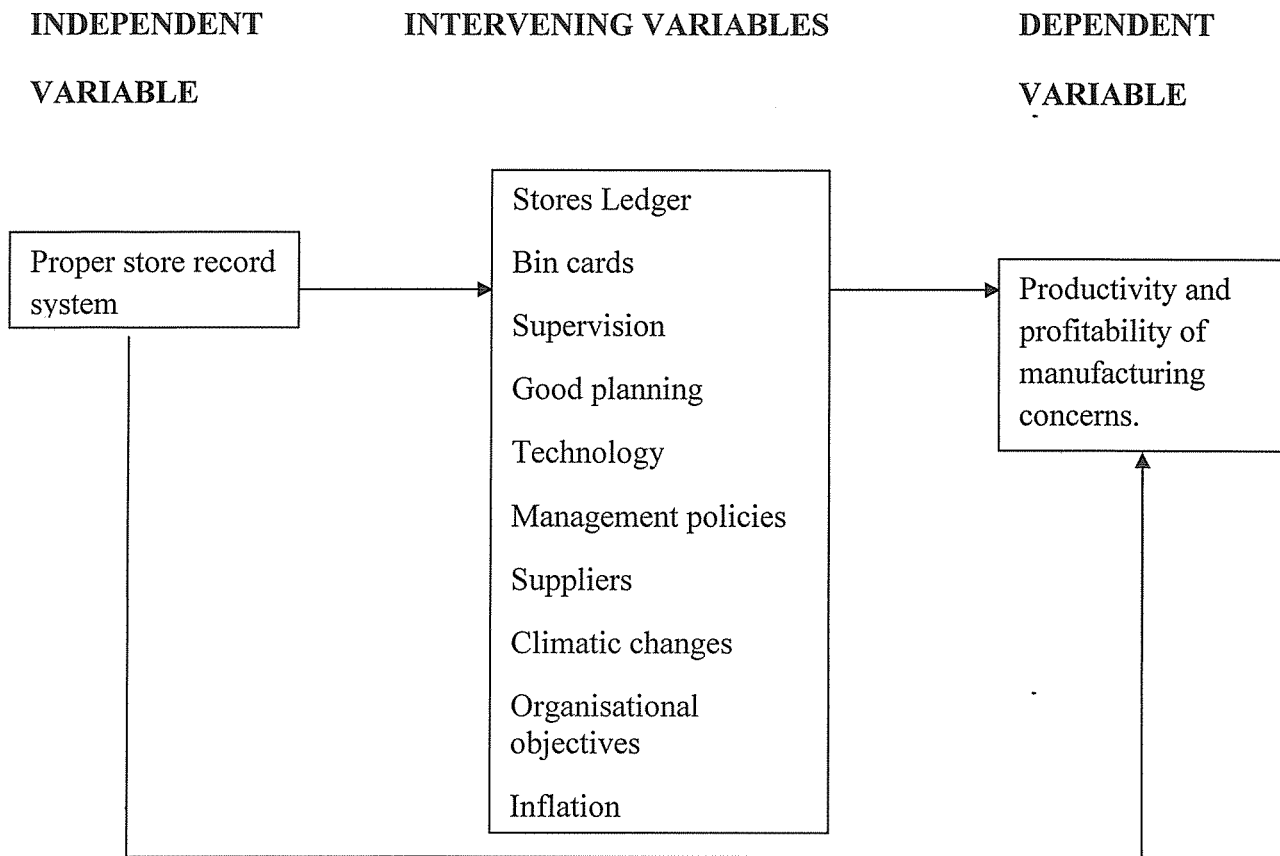 INDEPENDENT
VARIABLE
INTERVENING VARIABLES
DEPENDENT
VARIABLE
Proper store record
system
Stores Ledger
Bin cards
Supervision
Good planning
Technology
Management policies
Suppliers
Climatic changes
Organisational
objectives
Inflation
Productivity and
profitability of
manufacturing
concerns.